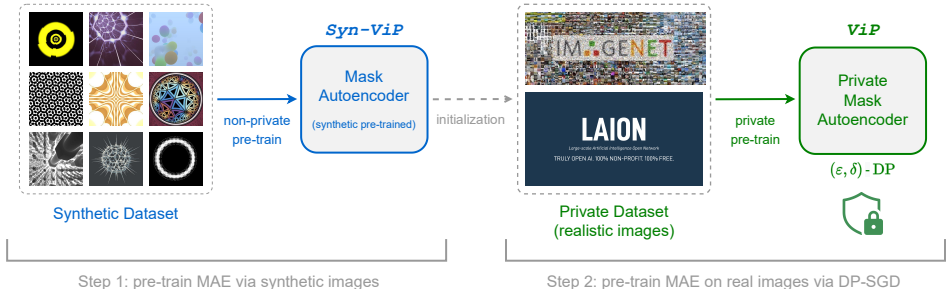 Syn-ViP
Mask
Autoencoder
(synthetic pre-trained)
non-private
pre-train
Synthetic Dataset
initialization
IMAGENET
LAION
Large-scale Artificial Intelligence Open Network
TRULY OPEN AI. 100% NON-PROFIT. 100% FREE.
Private Dataset
(realistic images)
private
pre-train
ViP
Private
Mask
Autoencoder
(ε, δ) - DP
Step 1: pre-train MAE via synthetic images
Step 2: pre-train MAE on real images via DP-SGD